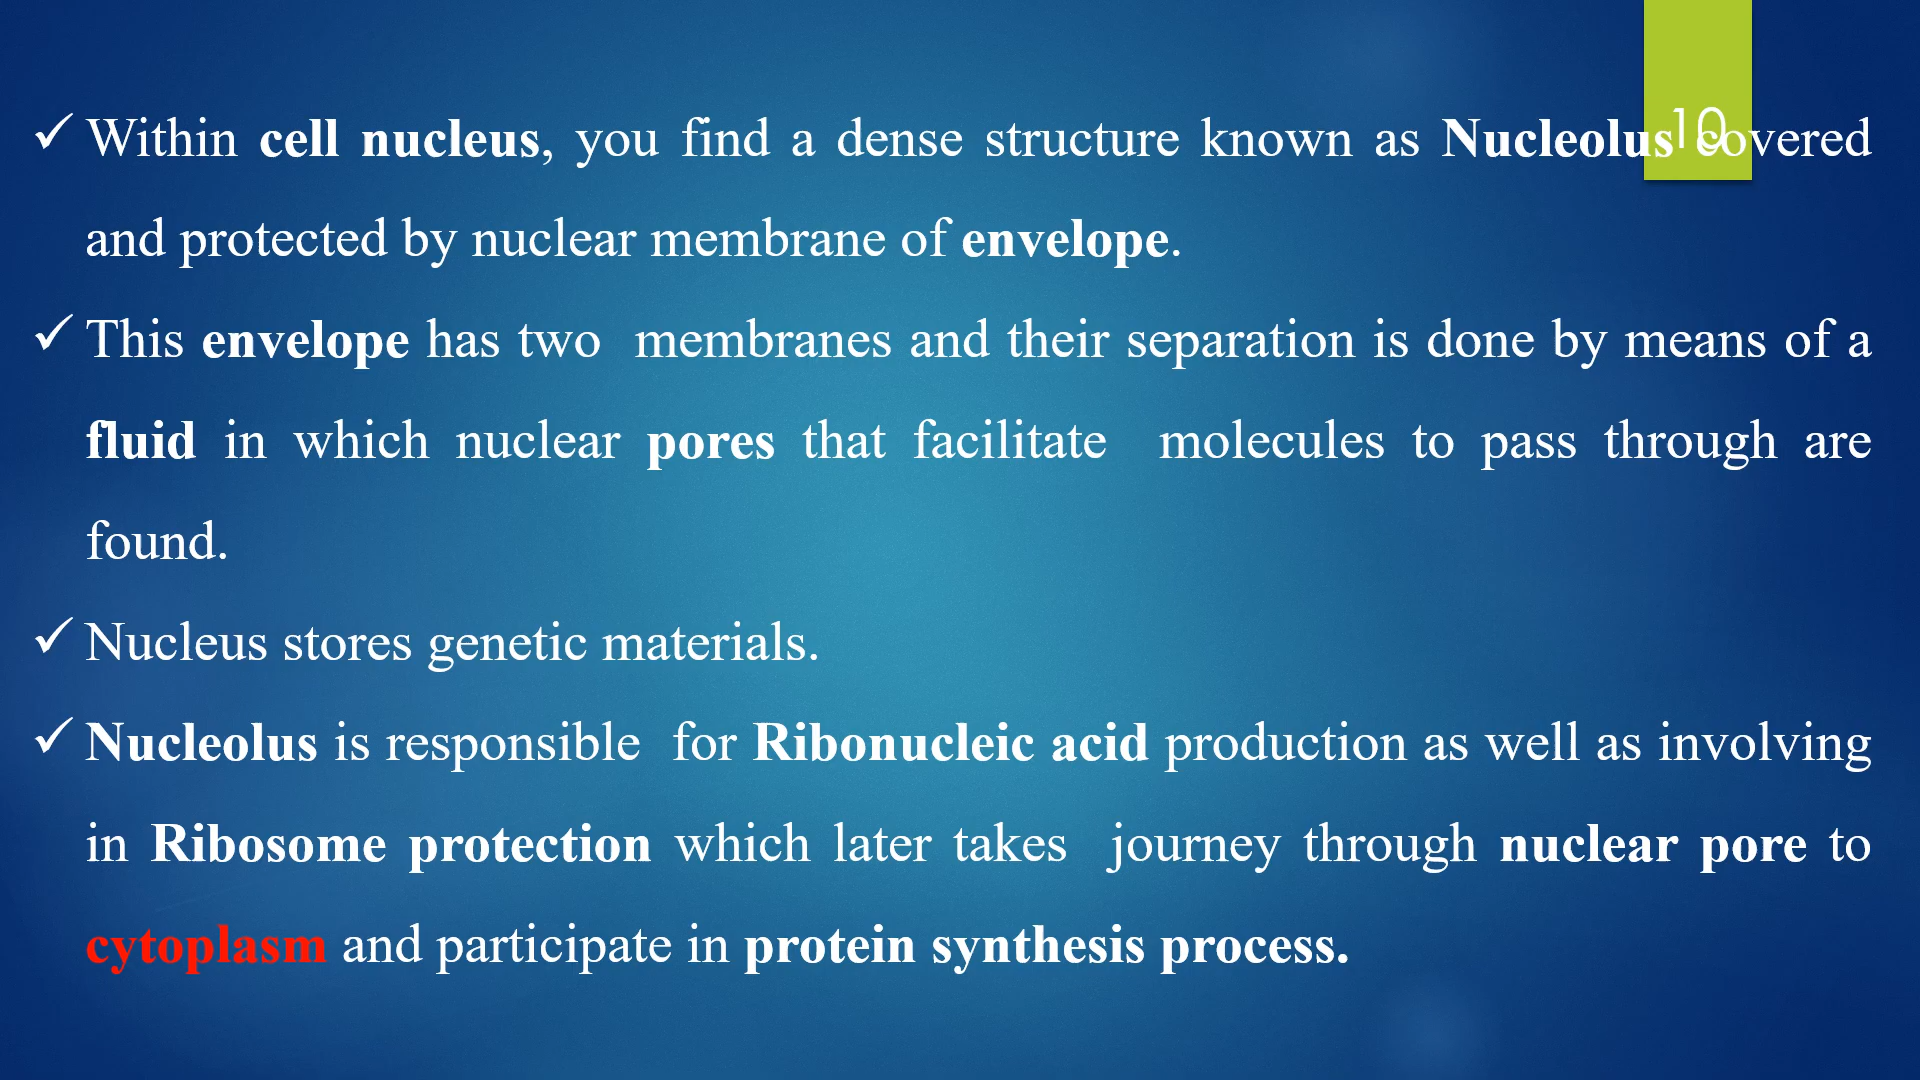 10
✓ Within cell nucleus, you find a dense structure known as Nucleolus covered
and protected by nuclear membrane of envelope.
✓ This envelope has two membranes and their separation is done by means of a
fluid in which nuclear pores that facilitate molecules to pass through are
found.
✓ Nucleus stores genetic materials.
✓ Nucleolus is responsible for Ribonucleic acid production as well as involving
in Ribosome protection which later takes journey through nuclear pore to
cytoplasm and participate in protein synthesis process.